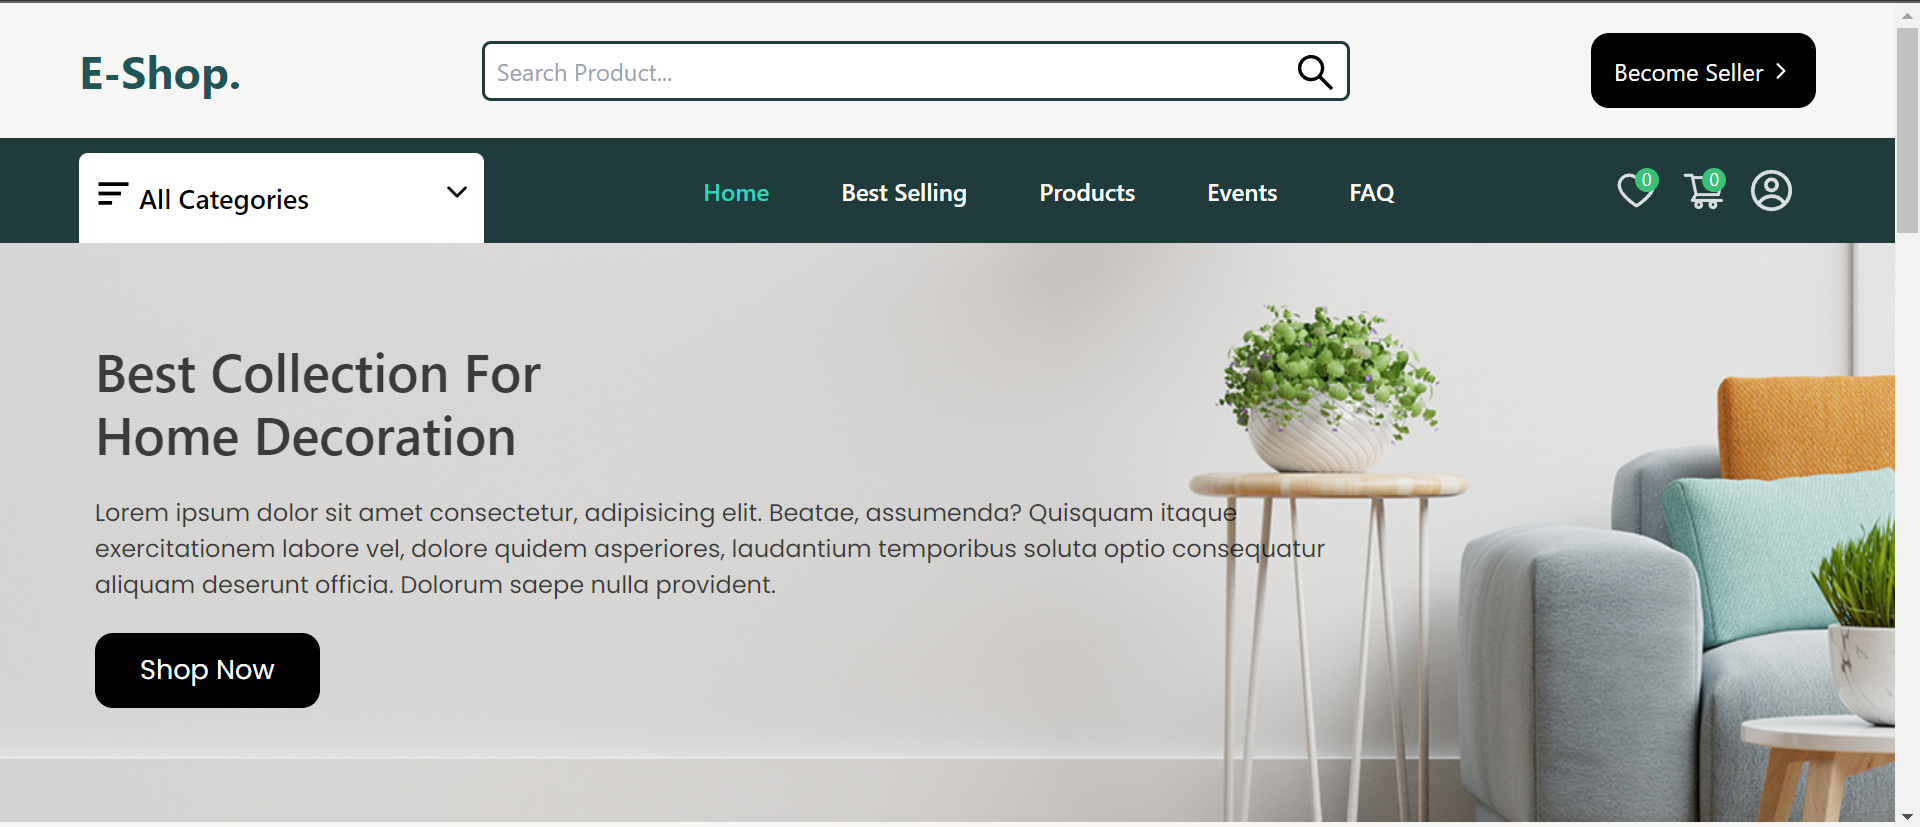 E-Shop.
Search Product...
Become Seller
All Categories
Home
Best Selling
Products
Events
FAQ
0
0
Best Collection For
Home Decoration
Lorem ipsum dolor sit amet consectetur, adipisicing elit. Beatae, assumenda? Quisquam itaque
exercitationem labore vel, dolore quidem asperiores, laudantium temporibus soluta optio consequatur
aliquam deserunt officia. Dolorum saepe nulla provident.
Shop Now